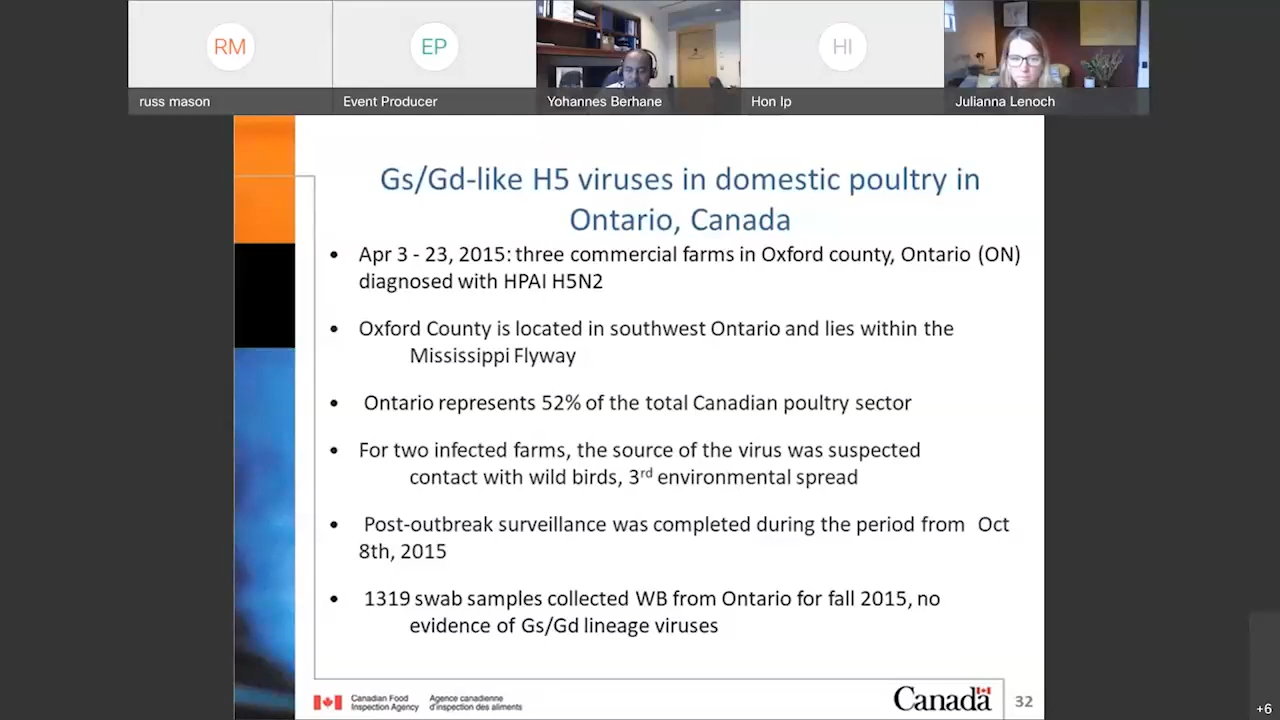 RM
EP
HI
russ mason
Event Producer
Yohannes Berhane
Hon Ip
Julianna Lenoch
Gs/Gd-like H5 viruses in domestic poultry in
Ontario, Canada
• Apr 3 - 23, 2015: three commercial farms in Oxford county, Ontario (ON)
diagnosed with HPAI H5N2
• Oxford County is located in southwest Ontario and lies within the
Mississippi Flyway
• Ontario represents 52% of the total Canadian poultry sector
• For two infected farms, the source of the virus was suspected
contact with wild birds, 3rd environmental spread
• Post-outbreak surveillance was completed during the period from Oct
8th, 2015
• 1319 swab samples collected WB from Ontario for fall 2015, no
evidence of Gs/Gd lineage viruses
Canadian Food
Inspection Agency
Agence canadienne
d'inspection des aliments
Canada
32
+6